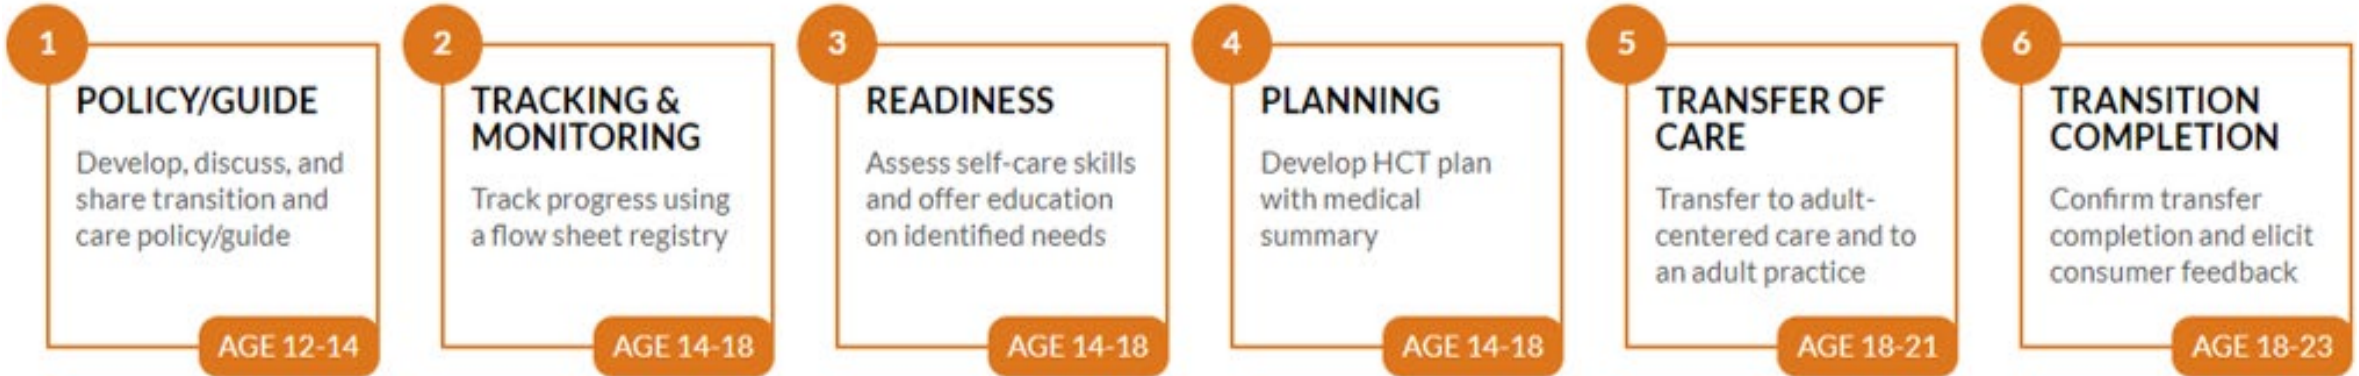 1
POLICY/GUIDE
Develop, discuss, and
share transition and
care policy/guide
AGE 12-14
2
TRACKING &
MONITORING
Track progress using
a flow sheet registry
AGE 14-18
3
READINESS
Assess self-care skills
and offer education
on identified needs
AGE 14-18
4
PLANNING
Develop HCT plan
with medical
summary
AGE 14-18
5
TRANSFER OF
CARE
Transfer to adult-
centered care and to
an adult practice
AGE 18-21
6
TRANSITION
COMPLETION
Confirm transfer
completion and elicit
consumer feedback
AGE 18-23